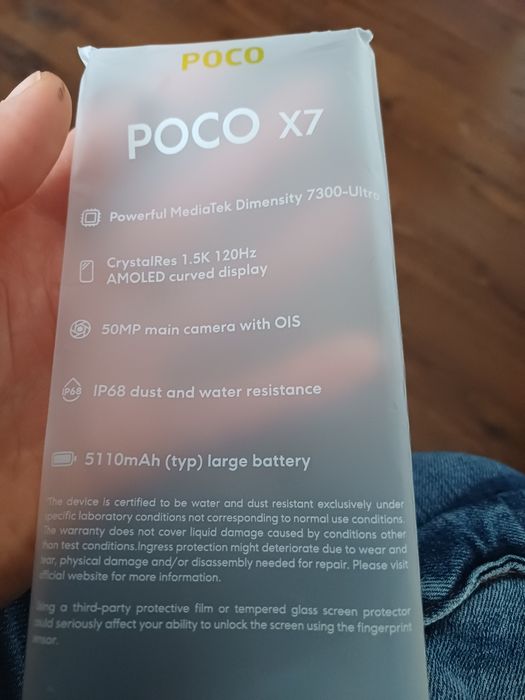 POCO
POCO X7
Powerful MediaTek Dimensity 7300-Ultra
CrystalRes 1.5K 120Hz
AMOLED curved display
50MP main camera with OIS
IP68
IP68 dust and water resistance
5110mAh (typ) large battery
*The device is certified to be water and dust resistant exclusively under
specific laboratory conditions not corresponding to normal use conditions.
The warranty does not cover liquid damage caused by conditions other
than test conditions.Ingress protection might deteriorate due to wear and
tear, physical damage and/or disassembly needed for repair. Please visit
official website for more information.
Using a third-party protective film or tempered glass screen protector
could seriously affect your ability to unlock the screen using the fingerprint
sensor.